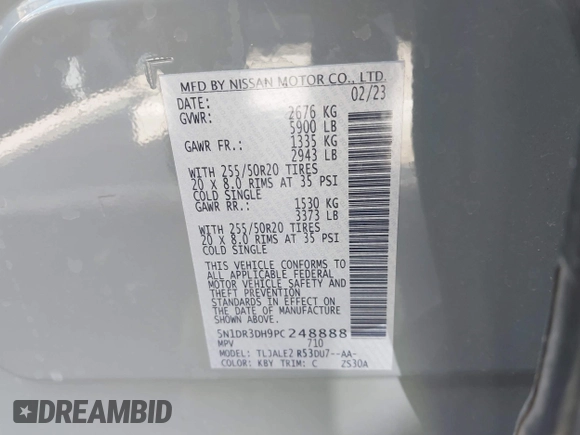 MFD BY NISSAN MOTOR CO., LTD.
DATE: 02/23
GVWR: 2676 KG
5900 LB
GAWR FR.: 1335 KG
2943 LB
WITH 255/50R20 TIRES
20 X 8.0 RIMS AT 35 PSI
COLD SINGLE
GAWR RR.: 1530 KG
3373 LB
WITH 255/50R20 TIRES
20 X 8.0 RIMS AT 35 PSI
COLD SINGLE
THIS VEHICLE CONFORMS TO
ALL APPLICABLE FEDERAL
MOTOR VEHICLE SAFETY AND
THEFT PREVENTION
STANDARDS IN EFFECT ON
THE DATE OF MANUFACTURE
SHOWN ABOVE
5N1DR3DH9PC248888
MPV 710
MODEL: TLJALE2 R53DU7--AA-
COLOR: KBY TRIM: C ZS30A
DREAMBID